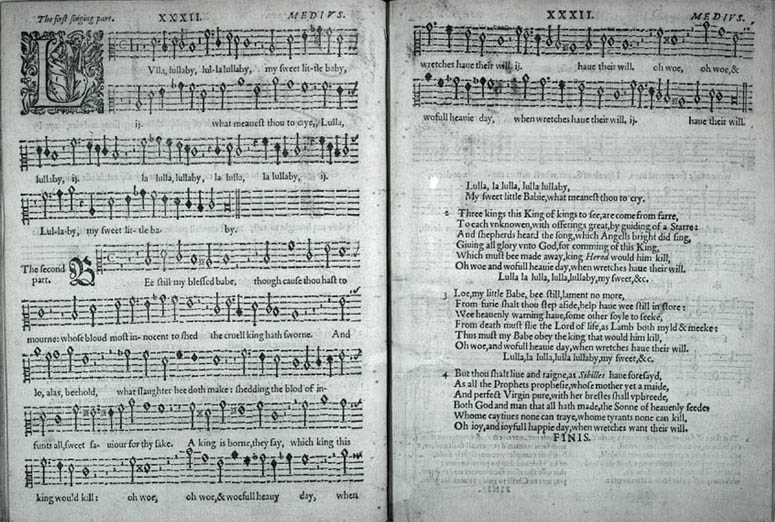 The first singing part.
XXXII.
MEDIVS.
L Vlla, lullaby, lul-la lullaby, my sweet lit-tle baby,
ij. what meanest thou to crye, Lulla,
lullaby, ij. la lulla, lullaby, la lulla, la lullaby, ij.
Lul-la-by, my sweet lit-tle ba- by.
The second
part.
B Ee still my blessed babe, though cause thou hast to
mourne: whose bloud most in-nocent to shed the cruell king hath sworne. And
lo, alas, beehold, what slaughter hee doth make: shedding the blod of in-
funts all, sweet sa- uiour for thy sake. A king is borne, they say, which king this
king would kill: oh woe, oh woe, & woefull heauy day, when
XXXII.
MEDIVS.
wretches haue their will, ij. haue their will. oh woe, oh woe, &
wofull heauie day, when wretches haue their will, ij. haue their will.
Lulla, la lulla, lulla lullaby,
My sweet little Babie, what meanest thou to cry.
2 Three kings this King of kings to see, are come from farre,
To each vnknowen, with offerings great, by guiding of a Starre:
And shepherds heard the song, which Angells bright did sing,
Giuing all glory vnto God, for comming of this King,
Which must bee made away, king Herod would him kill,
Oh woe and wofull heauie day, when wretches haue their will.
Lulla la lulla, lulla, lullaby, my sweet, &c.
3 Loe, my little Babe, bee still, lament no more,
From furie shalt thou step aside, help haue wee still in store:
Wee heauenly warning haue, some other soyle to seeke,
From death must flie the Lord of life, as Lamb both myld & meeke:
Thus must my Babe obey the king that would him kill,
Oh woe, and wofull heauie day, when wretches haue their will.
Lulla, la lulla, lulla lullaby, my sweet, &c.
4 But thou shalt liue and raigne, as Sibilles haue foresayd,
As all the Prophets prophesie, whose mother yet a maide,
And perfect Virgin pure, with her brestes shall vpbreede,
Both God and man that all hath made, the Sonne of heauenly seede:
Whome caytiues none can traye, whome tyrants none can kill,
Oh ioy, and ioyfull happie day, when wretches want their will.
FINIS.